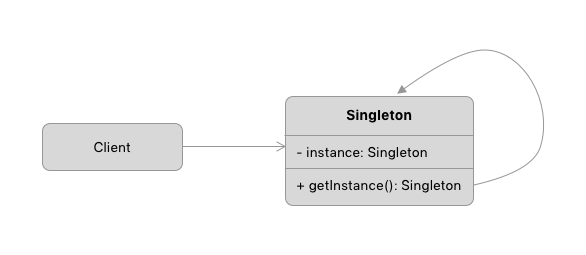 Client
Singleton
- instance: Singleton
+ getInstance(): Singleton